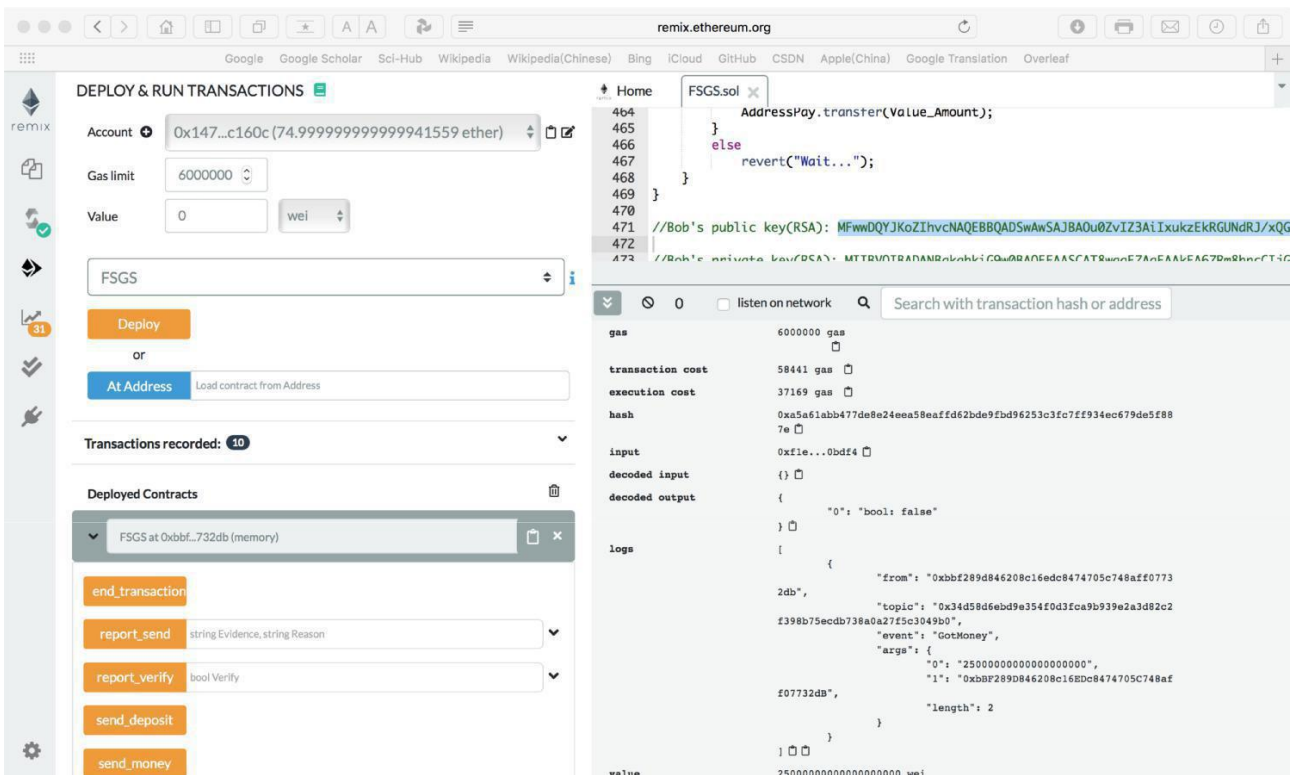 remix.ethereum.org
Google Google Scholar Sci-Hub Wikipedia Wikipedia(Chinese) Bing iCloud GitHub CSDN Apple(China) Google Translation Overleaf
remix
31
DEPLOY & RUN TRANSACTIONS
Account 0x147...c160c (74.999999999999941559 ether)
Gas limit 6000000
Value 0 wei
FSGS
Deploy
or
At Address Load contract from Address
Transactions recorded: 10
Deployed Contracts
FSGS at 0xbbf...732db (memory)
end_transaction
report_send string Evidence, string Reason
report_verify bool Verify
send_deposit
send_money
Home FSGS.sol
464 AddressPay.transfer(Value_Amount);
465 }
466 else
467 revert("Wait...");
468 }
469 }
470
471 //Bob's public key(RSA): MFwwDQYJKoZIhvcNAQEBBQADSwAwSAJBAOu0ZvIZ3AiIxukzEkRGUNdRJ/xQG
472
473 //Bob's private key(RSA):
0 listen on network Search with transaction hash or address
gas 6000000 gas
transaction cost 58441 gas
execution cost 37169 gas
hash 0xa5a61abb477de8e24eea58eaffd62bde9fbd96253c3fc7ff934ec679de5f88
7e
input 0xf1e...0bdf4
decoded input {}
decoded output {
"0": "bool: false"
}
logs [
{
"from": "0xbbf289d846208c16edc8474705c748aff0773
2db",
"topic": "0x34d58d6ebd9e354f0d3fca9b939e2a3d82c2
f398b75ecdb738a0a27f5c3049b0",
"event": "GotMoney",
"args": {
"0": "25000000000000000000",
"1": "0xbBF289D846208c16EDc8474705C748af
f07732dB",
"length": 2
}
}
]
value 25000000000000000000 wei